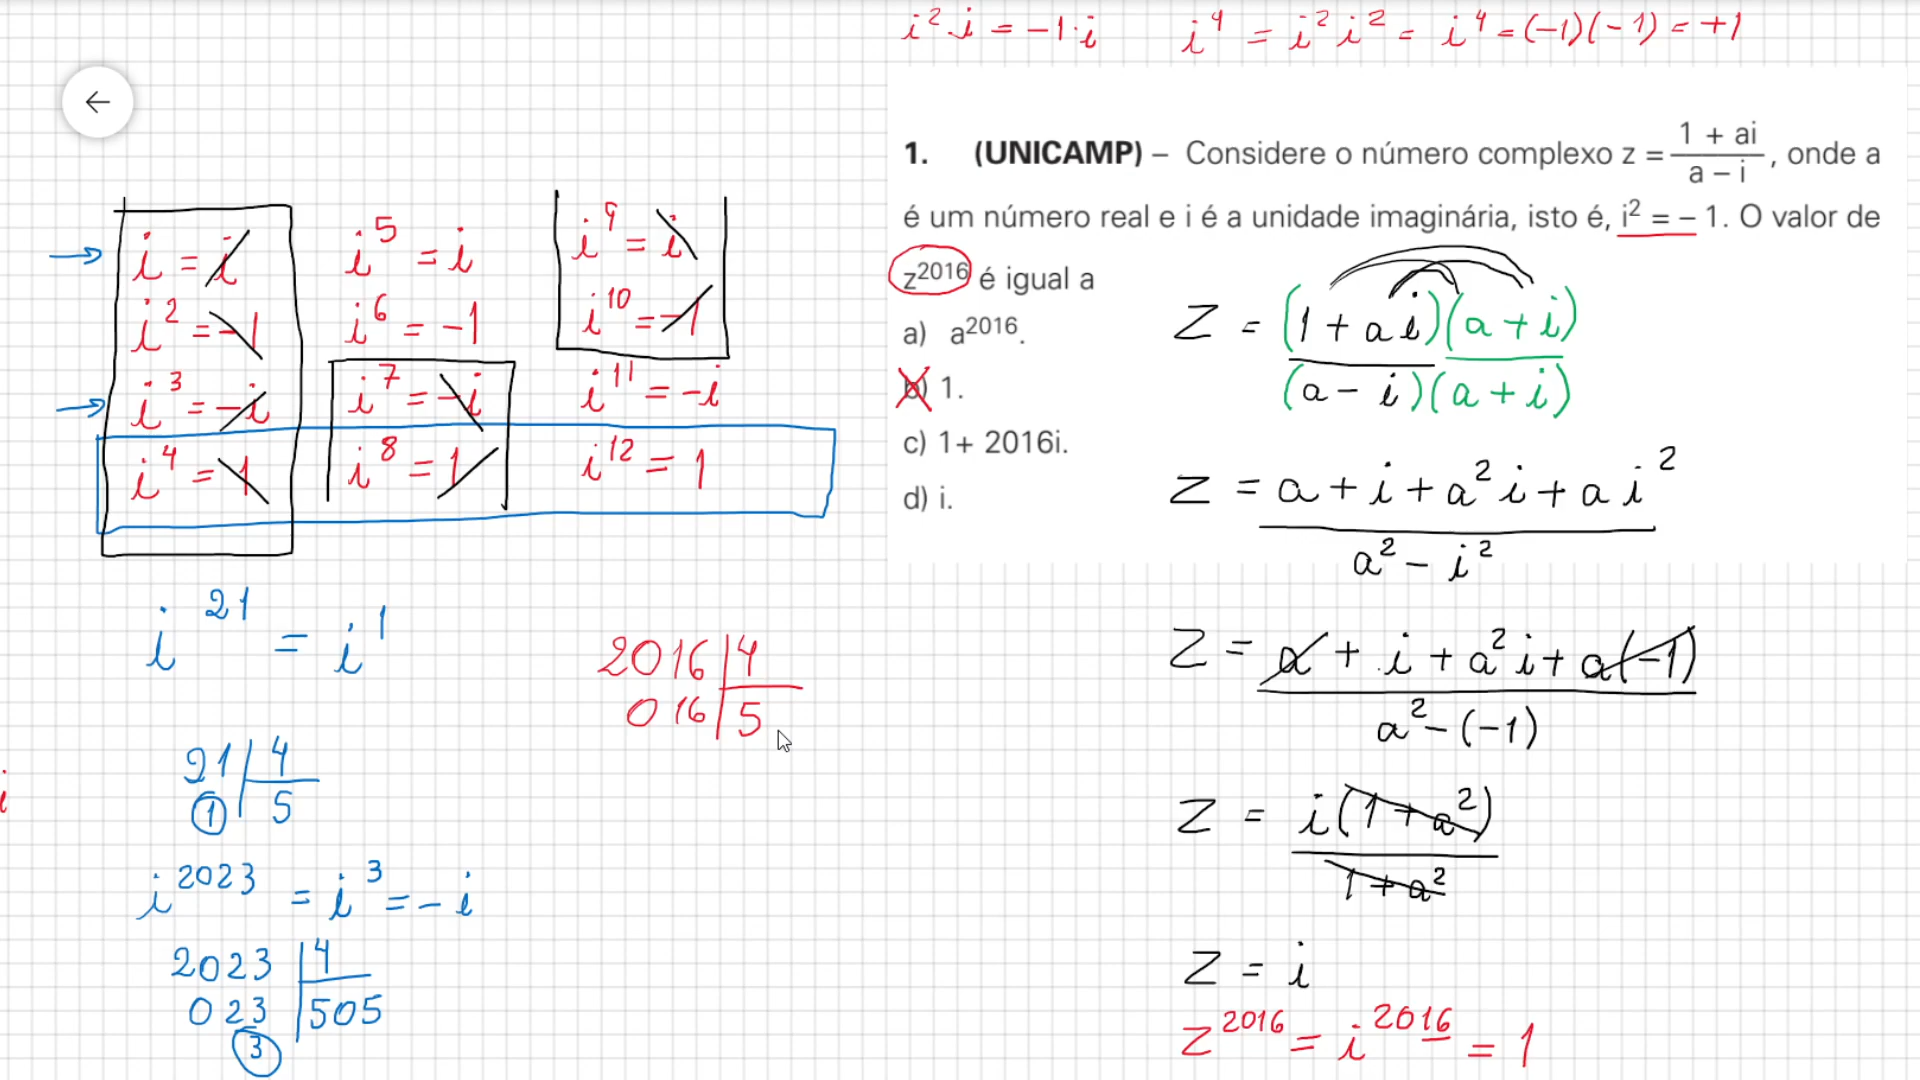 i².i = -1·i    i⁴ = i² i² = i⁴ = (-1)(-1) = +1
1. (UNICAMP) – Considere o número complexo z = (1 + ai)/(a – i), onde a
é um número real e i é a unidade imaginária, isto é, i² = – 1. O valor de
z²⁰¹⁶ é igual a
a) a²⁰¹⁶.
b) 1.
c) 1+ 2016i.
d) i.
i = i
i² = -1
i³ = -i
i⁴ = 1
i⁵ = i
i⁶ = -1
i⁷ = -i
i⁸ = 1
i⁹ = i
i¹⁰ = -1
i¹¹ = -i
i¹² = 1
i²¹ = i¹
21 | 4
1 | 5
i²⁰²³ = i³ = - i
2023 | 4
023 | 505
3
2016 | 4
016 | 5
i
Z = (1 + ai)(a + i)
(a - i)(a + i)
Z = a + i + a²i + ai²
a² - i²
Z = a + i + a²i + a(-1)
a² - (-1)
Z = i(1 + a²)
1 + a²
Z = i
Z²⁰¹⁶ = i²⁰¹⁶ = 1